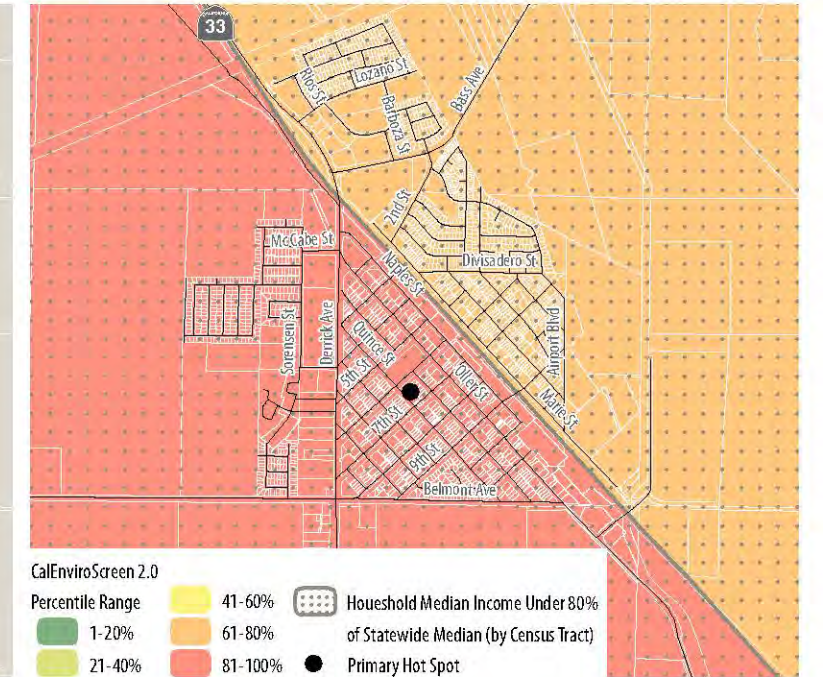 CALIFORNIA
33
Lozano St
Rios St
Barboza St
Bass Ave
2nd St
McCabe St
Naples St
Divisadero St
Sorensen St
Derrick Ave
Quince St
5th St
Oller St
Airport Blvd
Marie St
7th St
9th St
Belmont Ave
CalEnviroScreen 2.0
Percentile Range
1-20%
21-40%
41-60%
61-80%
81-100%
Houeshold Median Income Under 80%
of Statewide Median (by Census Tract)
Primary Hot Spot